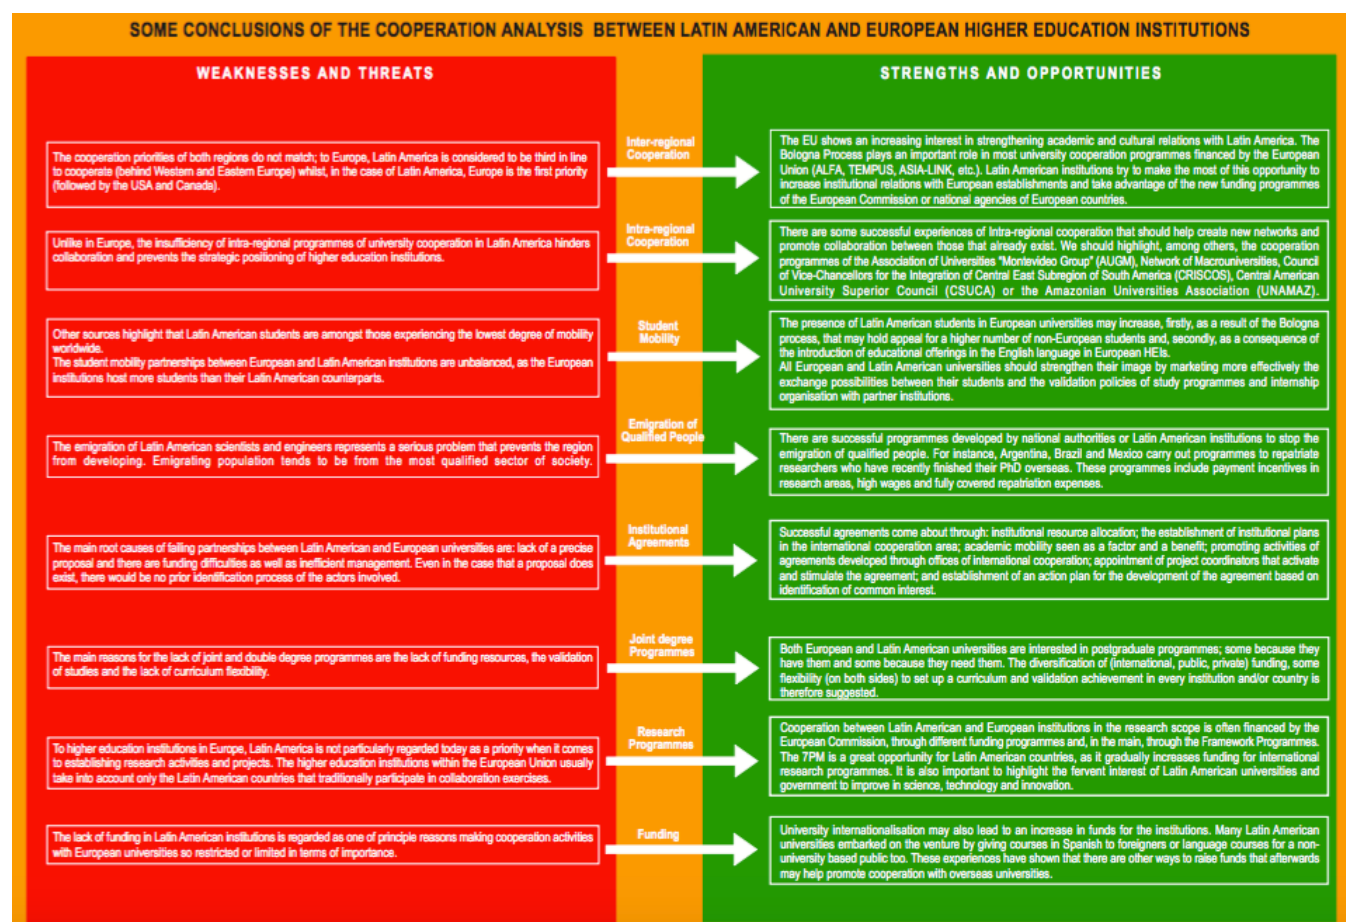 SOME CONCLUSIONS OF THE COOPERATION ANALYSIS BETWEEN LATIN AMERICAN AND EUROPEAN HIGHER EDUCATION INSTITUTIONS
WEAKNESSES AND THREATS
STRENGTHS AND OPPORTUNITIES
Inter-regional
Cooperation
The cooperation priorities of both regions do not match; to Europe, Latin America is considered to be third in line
to cooperate (behind Western and Eastern Europe) whilst, in the case of Latin America, Europe is the first priority
(followed by the USA and Canada).
The EU shows an increasing interest in strengthening academic and cultural relations with Latin America. The
Bologna Process plays an important role in most university cooperation programmes financed by the European
Union (ALFA, TEMPUS, ASIA-LINK, etc.). Latin American institutions try to make the most of this opportunity to
increase institutional relations with European establishments and take advantage of the new funding programmes
of the European Commission or national agencies of European countries.
Intra-regional
Cooperation
Unlike in Europe, the insufficiency of intra-regional programmes of university cooperation in Latin America hinders
collaboration and prevents the strategic positioning of higher education institutions.
There are some successful experiences of Intra-regional cooperation that should help create new networks and
promote collaboration between those that already exist. We should highlight, among others, the cooperation
programmes of the Association of Universities "Montevideo Group" (AUGM), Network of Macrouniversities, Council
of Vice-Chancellors for the Integration of Central East Subregion of South America (CRISCOS), Central American
University Superior Council (CSUCA) or the Amazonian Universities Association (UNAMAZ).
Student
Mobility
Other sources highlight that Latin American students are amongst those experiencing the lowest degree of mobility
worldwide.
The student mobility partnerships between European and Latin American institutions are unbalanced, as the European
institutions host more students than their Latin American counterparts.
The presence of Latin American students in European universities may increase, firstly, as a result of the Bologna
process, that may hold appeal for a higher number of non-European students and, secondly, as a consequence of
the introduction of educational offerings in the English language in European HEIs.
All European and Latin American universities should strengthen their image by marketing more effectively the
exchange possibilities between their students and the validation policies of study programmes and internship
organisation with partner institutions.
Emigration of
Qualified People
The emigration of Latin American scientists and engineers represents a serious problem that prevents the region
from developing. Emigrating population tends to be from the most qualified sector of society.
There are successful programmes developed by national authorities or Latin American institutions to stop the
emigration of qualified people. For instance, Argentina, Brazil and Mexico carry out programmes to repatriate
researchers who have recently finished their PhD overseas. These programmes include payment incentives in
research areas, high wages and fully covered repatriation expenses.
Institutional
Agreements
The main root causes of failing partnerships between Latin American and European universities are: lack of a precise
proposal and there are funding difficulties as well as inefficient management. Even in the case that a proposal does
exist, there would be no prior identification process of the actors involved.
Successful agreements come about through: institutional resource allocation; the establishment of institutional plans
in the international cooperation area; academic mobility seen as a factor and a benefit; promoting activities of
agreements developed through offices of international cooperation; appointment of project coordinators that activate
and stimulate the agreement; and establishment of an action plan for the development of the agreement based on
identification of common interest.
Joint degree
Programmes
The main reasons for the lack of joint and double degree programmes are the lack of funding resources, the validation
of studies and the lack of curriculum flexibility.
Both European and Latin American universities are interested in postgraduate programmes; some because they
have them and some because they need them. The diversification of (international, public, private) funding, some
flexibility (on both sides) to set up a curriculum and validation achievement in every institution and/or country is
therefore suggested.
Research
Programmes
To higher education institutions in Europe, Latin America is not particularly regarded today as a priority when it comes
to establishing research activities and projects. The higher education institutions within the European Union usually
take into account only the Latin American countries that traditionally participate in collaboration exercises.
Cooperation between Latin American and European institutions in the research scope is often financed by the
European Commission, through different funding programmes and, in the main, through the Framework Programmes.
The 7PM is a great opportunity for Latin American countries, as it gradually increases funding for international
research programmes. It is also important to highlight the fervent interest of Latin American universities and
government to improve in science, technology and innovation.
Funding
The lack of funding in Latin American institutions is regarded as one of principle reasons making cooperation activities
with European universities so restricted or limited in terms of importance.
University internationalisation may also lead to an increase in funds for the institutions. Many Latin American
universities embarked on the venture by giving courses in Spanish to foreigners or language courses for a non-
university based public too. These experiences have shown that there are other ways to raise funds that afterwards
may help promote cooperation with overseas universities.